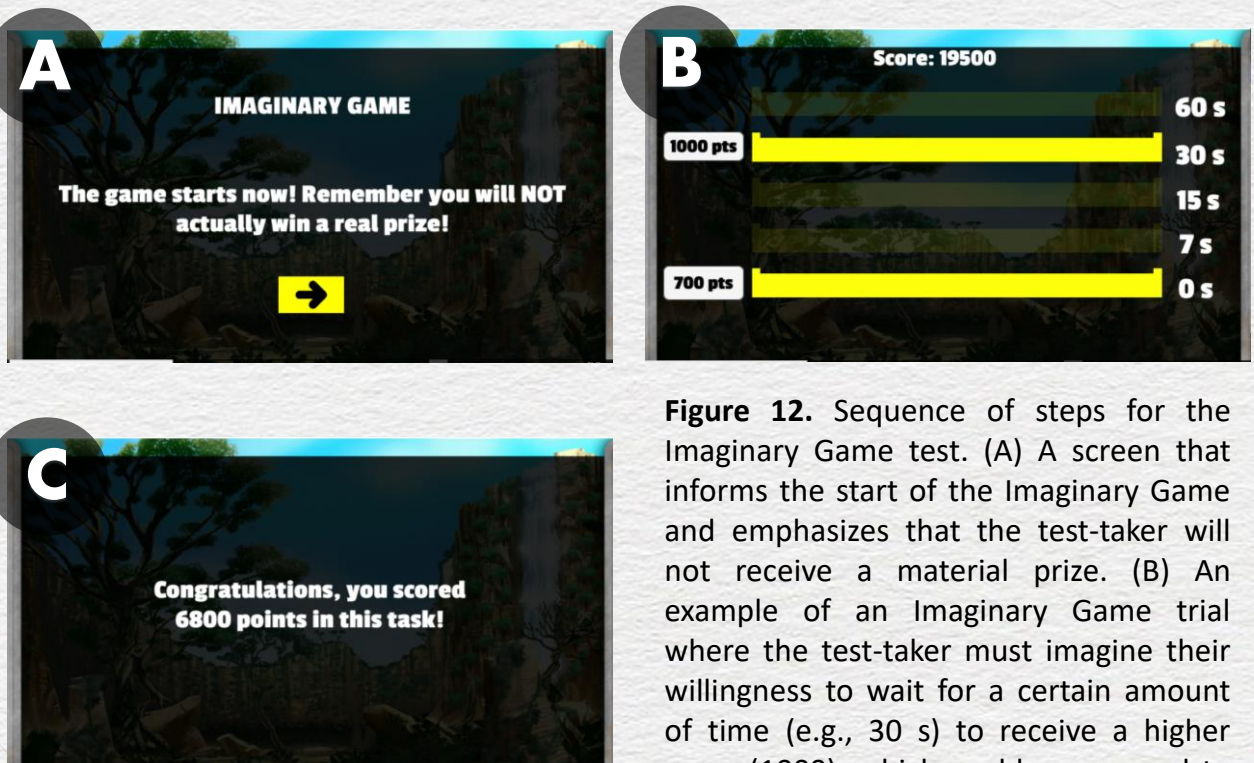 A
IMAGINARY GAME
The game starts now! Remember you will NOT
actually win a real prize!
B
Score: 19500
60 s
1000 pts
30 s
15 s
7 s
700 pts
0 s
C
Congratulations, you scored
6800 points in this task!
Figure 12. Sequence of steps for the
Imaginary Game test. (A) A screen that
informs the start of the Imaginary Game
and emphasizes that the test-taker will
not receive a material prize. (B) An
example of an Imaginary Game trial
where the test-taker must imagine their
willingness to wait for a certain amount
of time (e.g., 30 s) to receive a higher